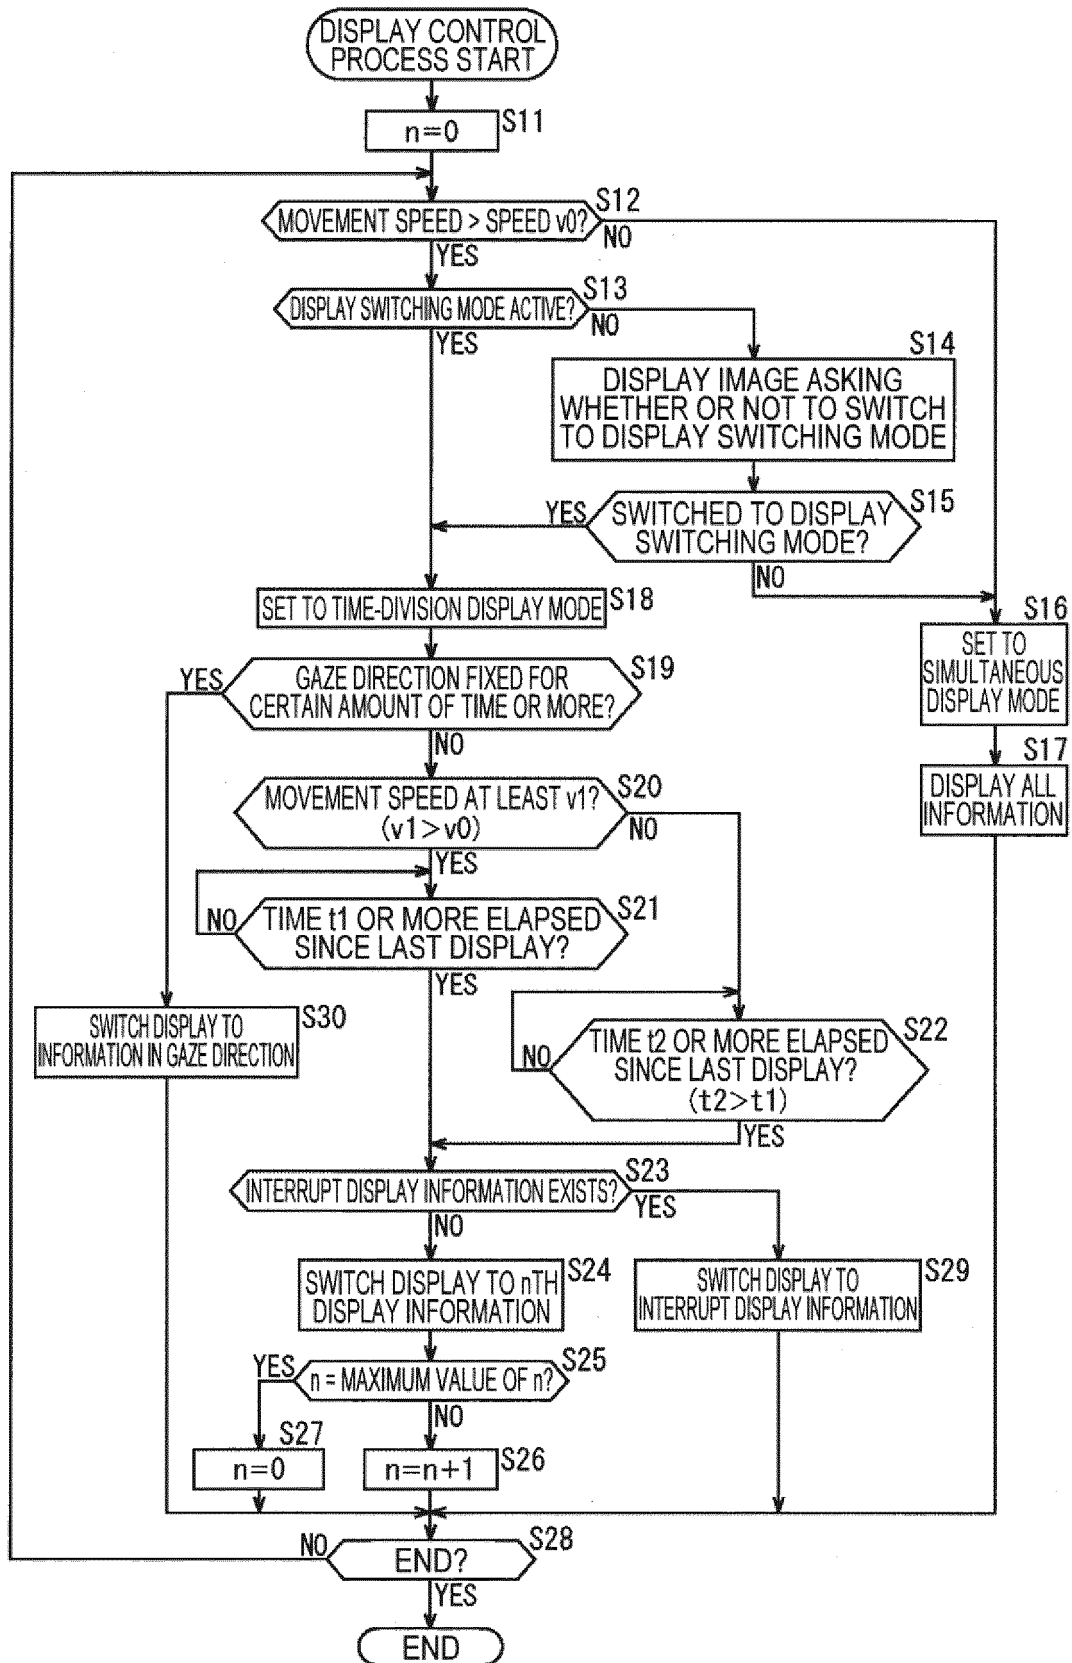 DISPLAY CONTROL
PROCESS START
n=0
S11
MOVEMENT SPEED > SPEED v0?
S12
NO
YES
DISPLAY SWITCHING MODE ACTIVE?
S13
NO
YES
S14
DISPLAY IMAGE ASKING
WHETHER OR NOT TO SWITCH
TO DISPLAY SWITCHING MODE
S15
YES
SWITCHED TO DISPLAY
SWITCHING MODE?
NO
S16
SET TO
SIMULTANEOUS
DISPLAY MODE
S17
DISPLAY ALL
INFORMATION
SET TO TIME-DIVISION DISPLAY MODE
S18
S19
YES
GAZE DIRECTION FIXED FOR
CERTAIN AMOUNT OF TIME OR MORE?
NO
S20
MOVEMENT SPEED AT LEAST v1?
(v1>v0)
NO
YES
S21
NO
TIME t1 OR MORE ELAPSED
SINCE LAST DISPLAY?
YES
S30
SWITCH DISPLAY TO
INFORMATION IN GAZE DIRECTION
S22
NO
TIME t2 OR MORE ELAPSED
SINCE LAST DISPLAY?
(t2>t1)
YES
S23
INTERRUPT DISPLAY INFORMATION EXISTS?
YES
NO
S24
SWITCH DISPLAY TO nTH
DISPLAY INFORMATION
S29
SWITCH DISPLAY TO
INTERRUPT DISPLAY INFORMATION
S25
YES
n = MAXIMUM VALUE OF n?
NO
S27
n=0
S26
n=n+1
S28
NO
END?
YES
END